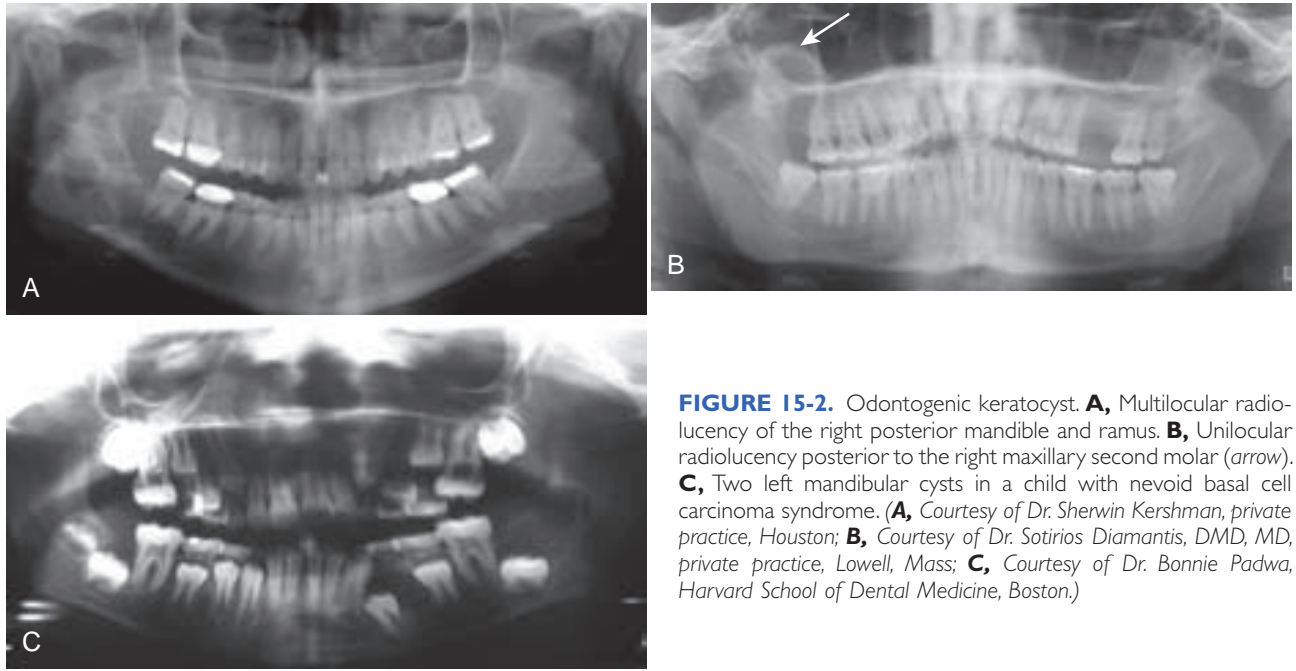 A
B
C
FIGURE 15-2. Odontogenic keratocyst. A, Multilocular radio-
lucency of the right posterior mandible and ramus. B, Unilocular
radiolucency posterior to the right maxillary second molar (arrow).
C, Two left mandibular cysts in a child with nevoid basal cell
carcinoma syndrome. (A, Courtesy of Dr. Sherwin Kershman, private
practice, Houston; B, Courtesy of Dr. Sotirios Diamantis, DMD, MD,
private practice, Lowell, Mass; C, Courtesy of Dr. Bonnie Padwa,
Harvard School of Dental Medicine, Boston.)